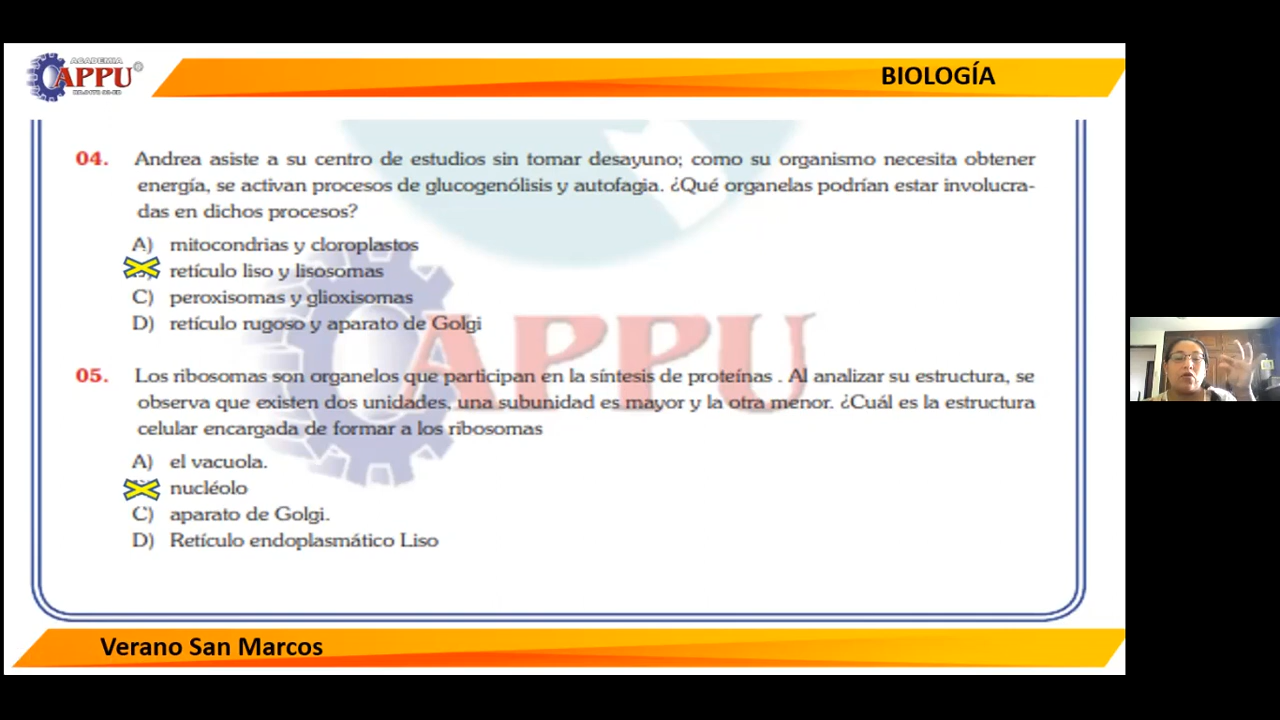 ACADEMIA
APPU
BIOLOGÍA
04. Andrea asiste a su centro de estudios sin tomar desayuno; como su organismo necesita obtener
energía, se activan procesos de glucogenólisis y autofagia. ¿Qué organelas podrían estar involucra-
das en dichos procesos?
A) mitocondrias y cloroplastos
retículo liso y lisosomas
C) peroxisomas y glioxisomas
D) retículo rugoso y aparato de Golgi
APPU
05. Los ribosomas son organelos que participan en la síntesis de proteínas . Al analizar su estructura, se
observa que existen dos unidades, una subunidad es mayor y la otra menor. ¿Cuál es la estructura
celular encargada de formar a los ribosomas
A) el vacuola.
nucléolo
C) aparato de Golgi.
D) Retículo endoplasmático Liso
Verano San Marcos